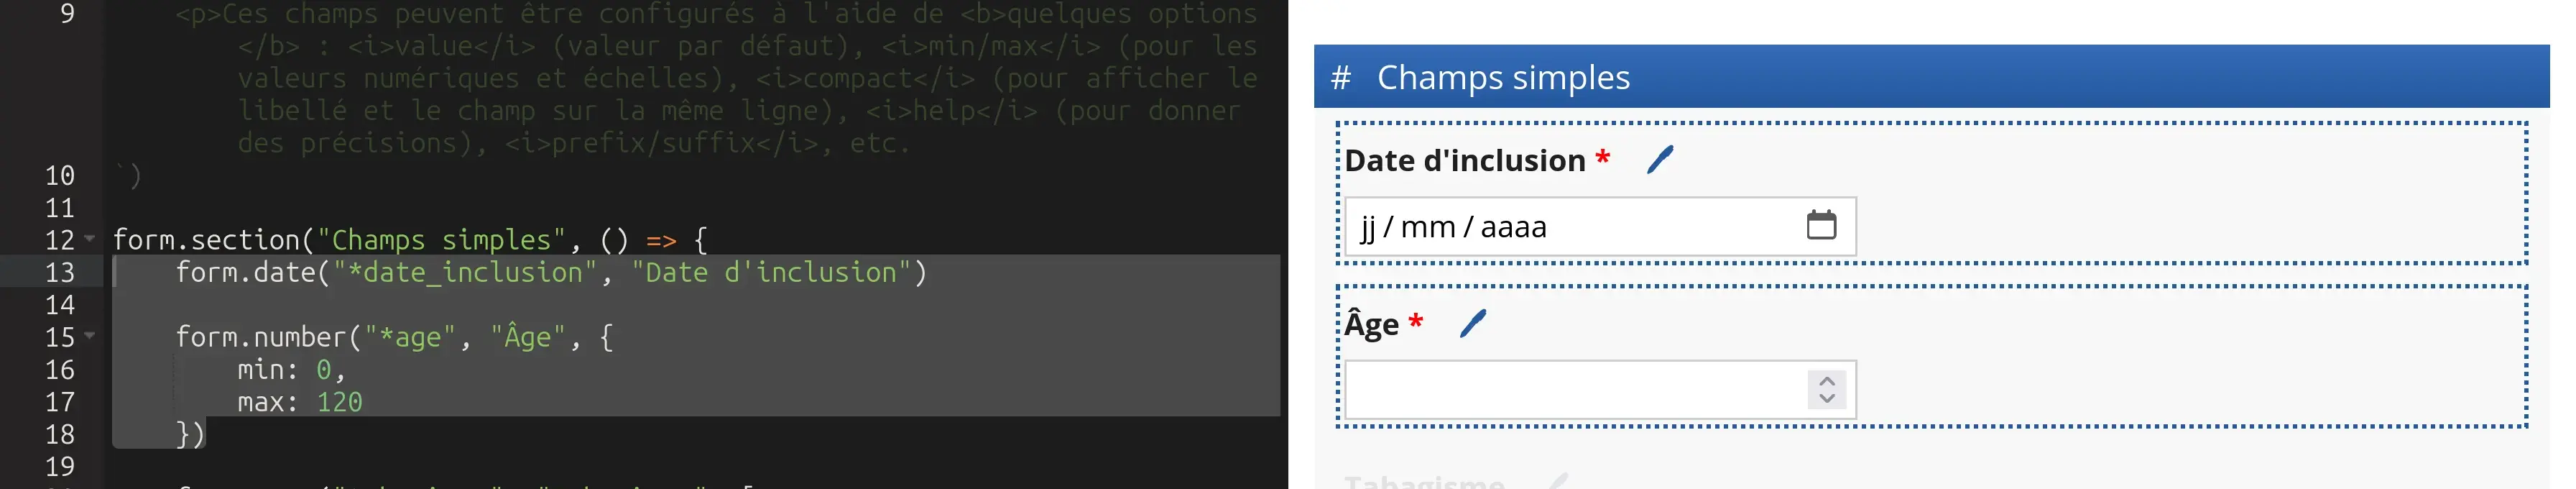 9 <p>Ces champs peuvent être configurés à l'aide de <b>quelques options
</b> : <i>value</i> (valeur par défaut), <i>min/max</i> (pour les
valeurs numériques et échelles), <i>compact</i> (pour afficher le
libellé et le champ sur la même ligne), <i>help</i> (pour donner
des précisions), <i>prefix/suffix</i>, etc.
10 `)
11
12 form.section("Champs simples", () => {
13 form.date("*date_inclusion", "Date d'inclusion")
14
15 form.number("*age", "Âge", {
16 min: 0,
17 max: 120
18 })
19
# Champs simples
Date d'inclusion *
jj / mm / aaaa
Âge *
Tabagisme